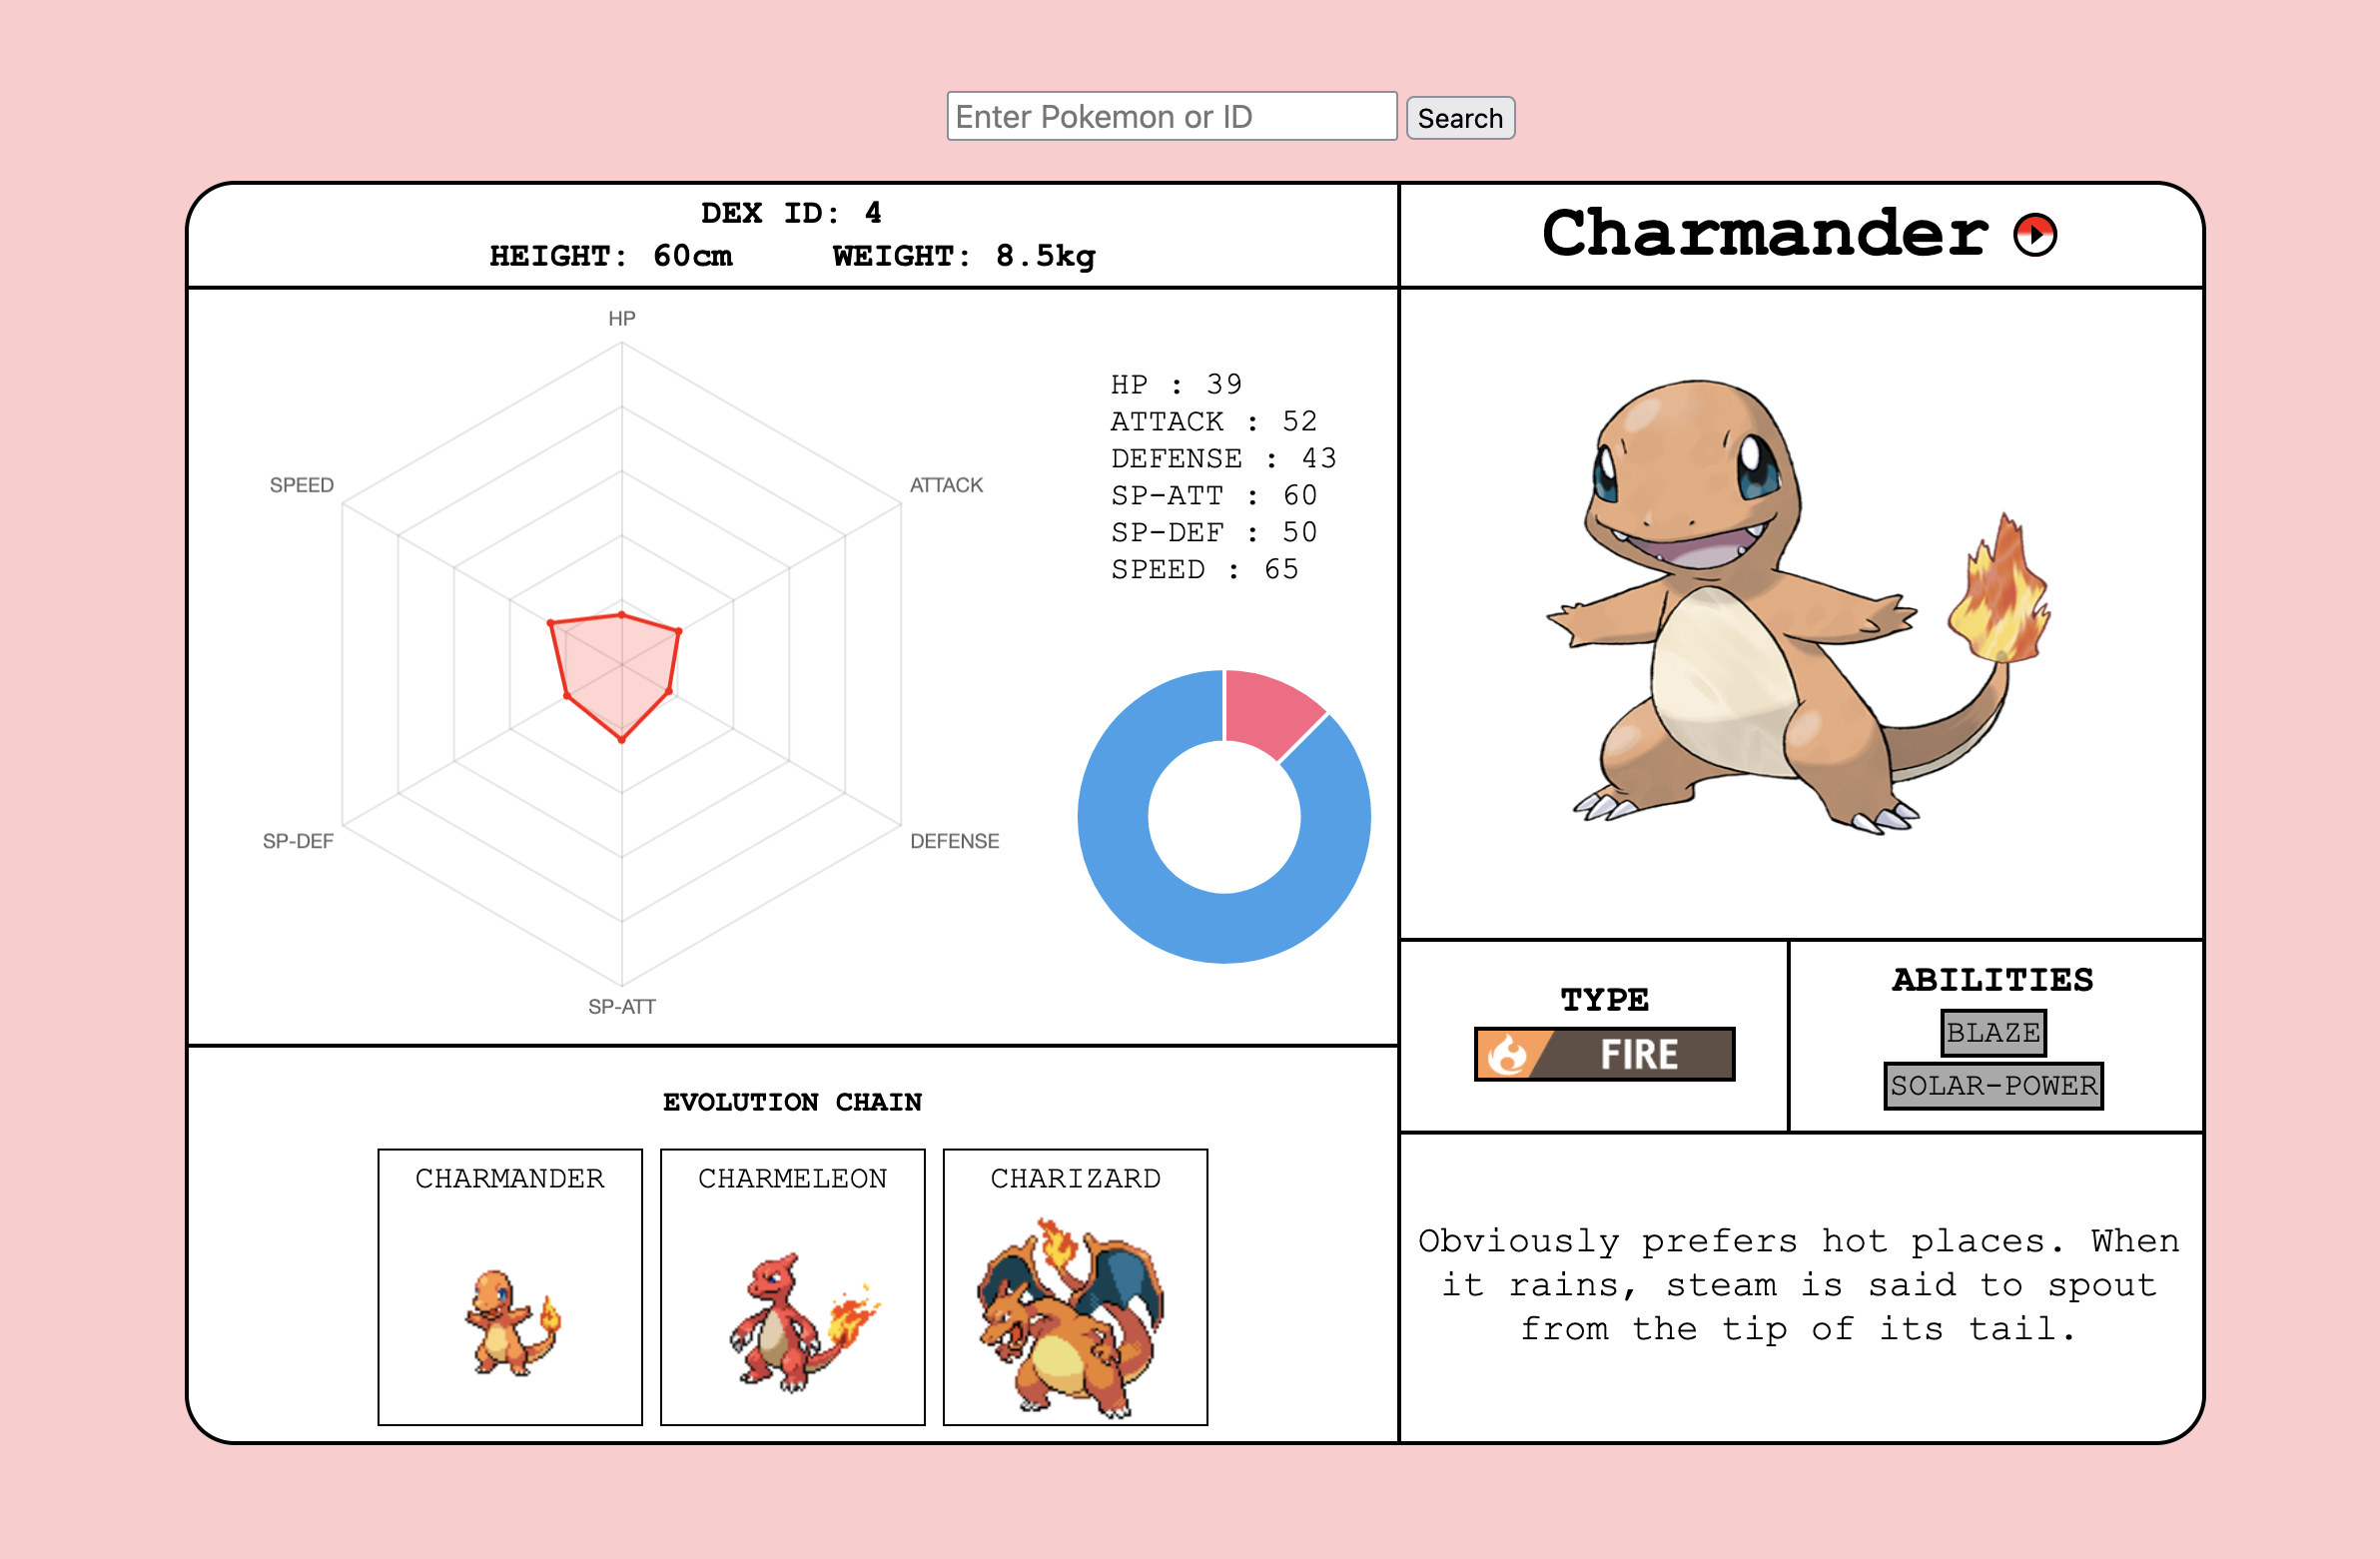 Enter Pokemon or ID
Search
DEX ID: 4
HEIGHT: 60cm WEIGHT: 8.5kg
Charmander
HP
ATTACK
DEFENSE
SP-ATT
SP-DEF
SPEED
HP : 39
ATTACK : 52
DEFENSE : 43
SP-ATT : 60
SP-DEF : 50
SPEED : 65
TYPE
FIRE
ABILITIES
BLAZE
SOLAR-POWER
EVOLUTION CHAIN
CHARMANDER
CHARMELEON
CHARIZARD
Obviously prefers hot places. When
it rains, steam is said to spout
from the tip of its tail.